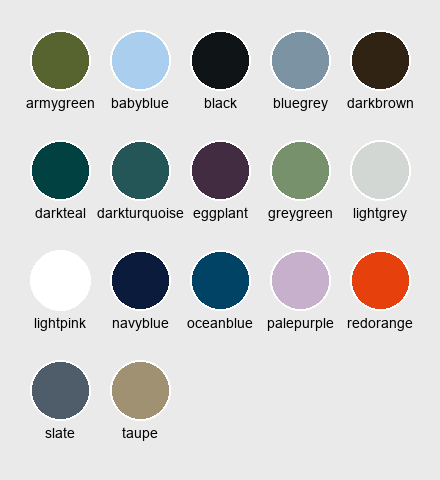 armygreen babyblue black bluegrey darkbrown
darkteal darkturquoise eggplant greygreen lightgrey
lightpink navyblue oceanblue palepurple redorange
slate taupe